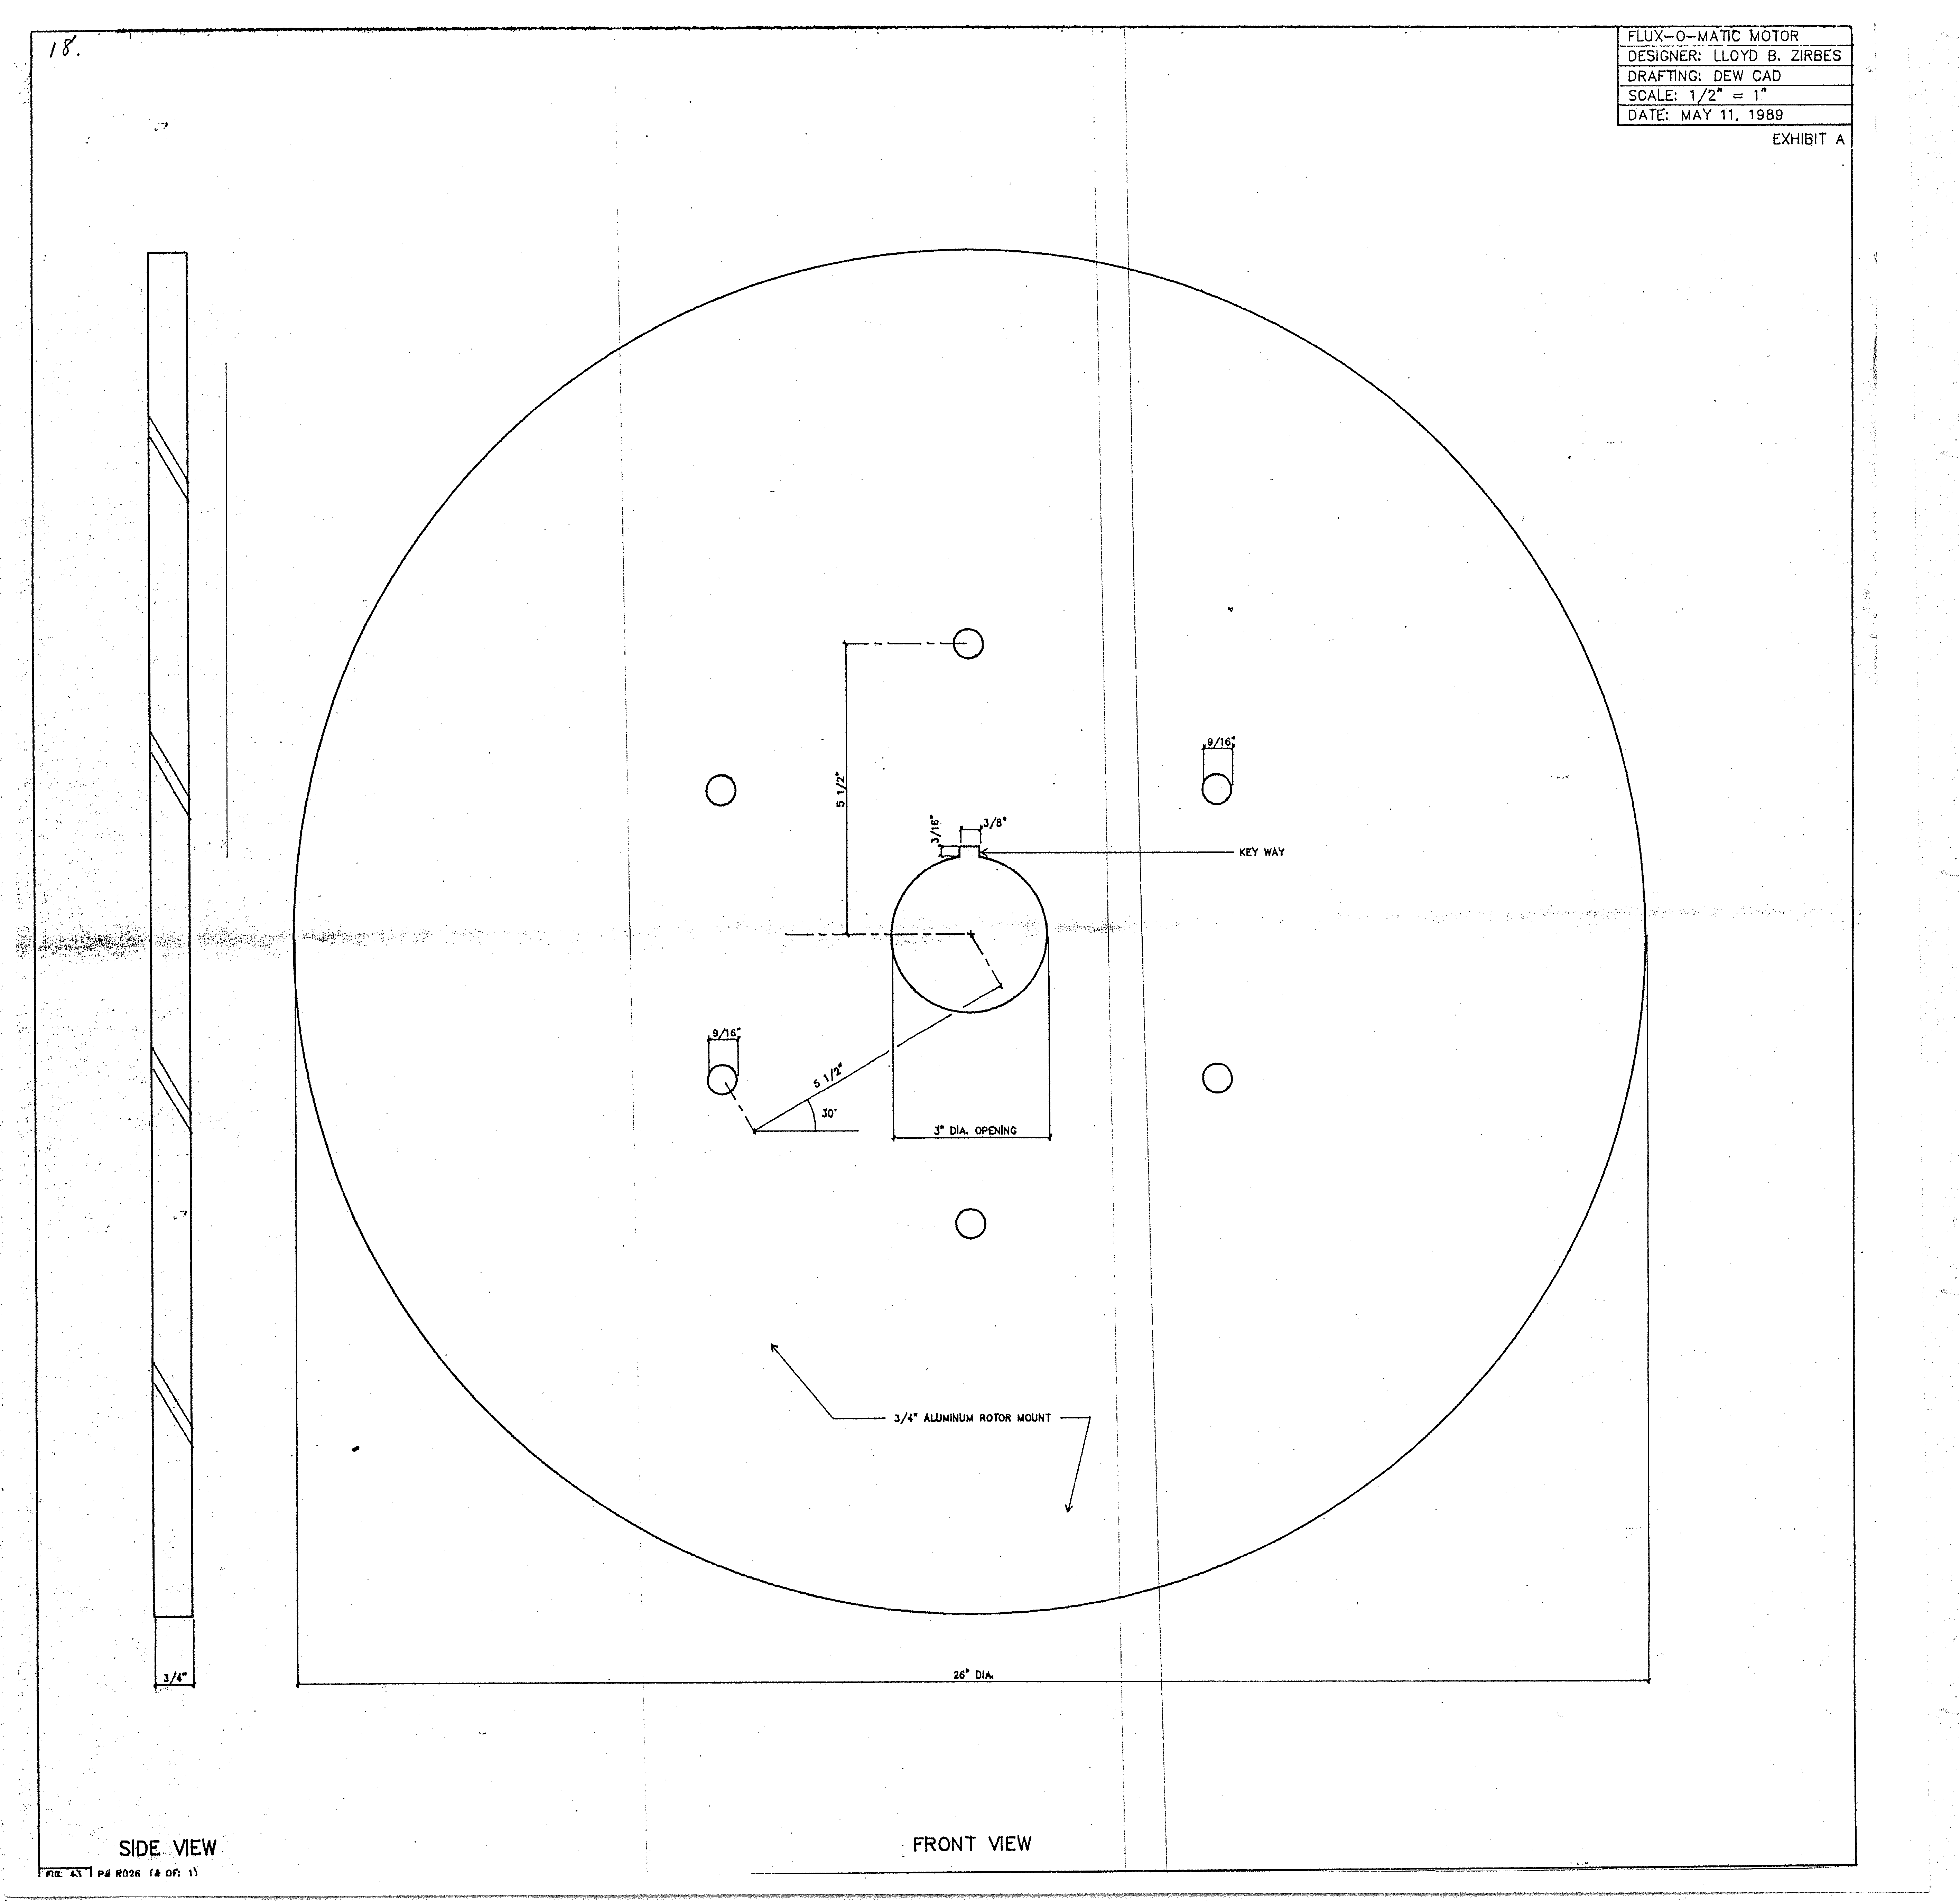 18.
FLUX-O-MATIC MOTOR
DESIGNER: LLOYD B. ZIRBES
DRAFTING: DEW CAD
SCALE: 1/2" = 1"
DATE: MAY 11, 1989
EXHIBIT A
9/16"
5 1/2"
3/16"
3/8"
KEY WAY
9/16"
5 1/2"
30°
3" DIA. OPENING
3/4" ALUMINUM ROTOR MOUNT
3/4"
26" DIA.
SIDE VIEW
FRONT VIEW
FIG. P# R026 OF: 1)